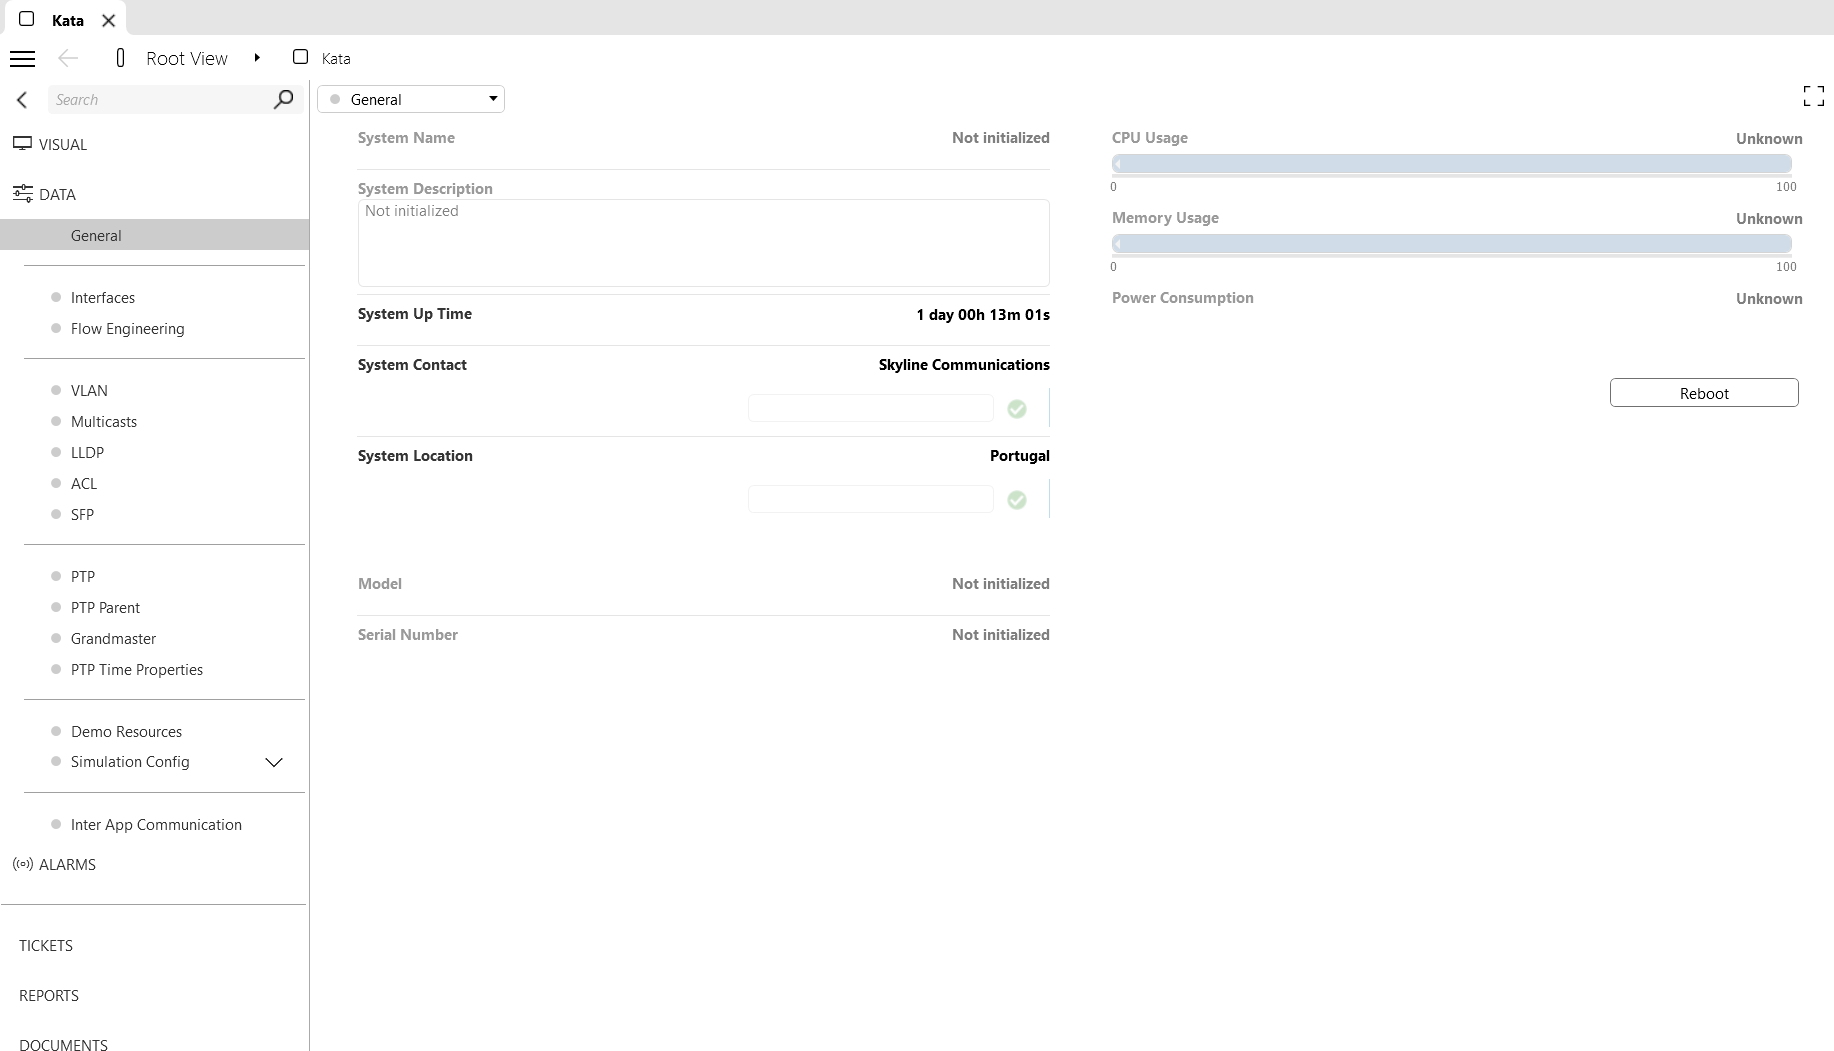 Kata
Root View
Kata
Search
VISUAL
DATA
General
Interfaces
Flow Engineering
VLAN
Multicasts
LLDP
ACL
SFP
PTP
PTP Parent
Grandmaster
PTP Time Properties
Demo Resources
Simulation Config
Inter App Communication
ALARMS
TICKETS
REPORTS
DOCUMENTS
General
System Name Not initialized
System Description
Not initialized
System Up Time 1 day 00h 13m 01s
System Contact Skyline Communications
System Location Portugal
Model Not initialized
Serial Number Not initialized
CPU Usage Unknown
0 100
Memory Usage Unknown
0 100
Power Consumption Unknown
Reboot